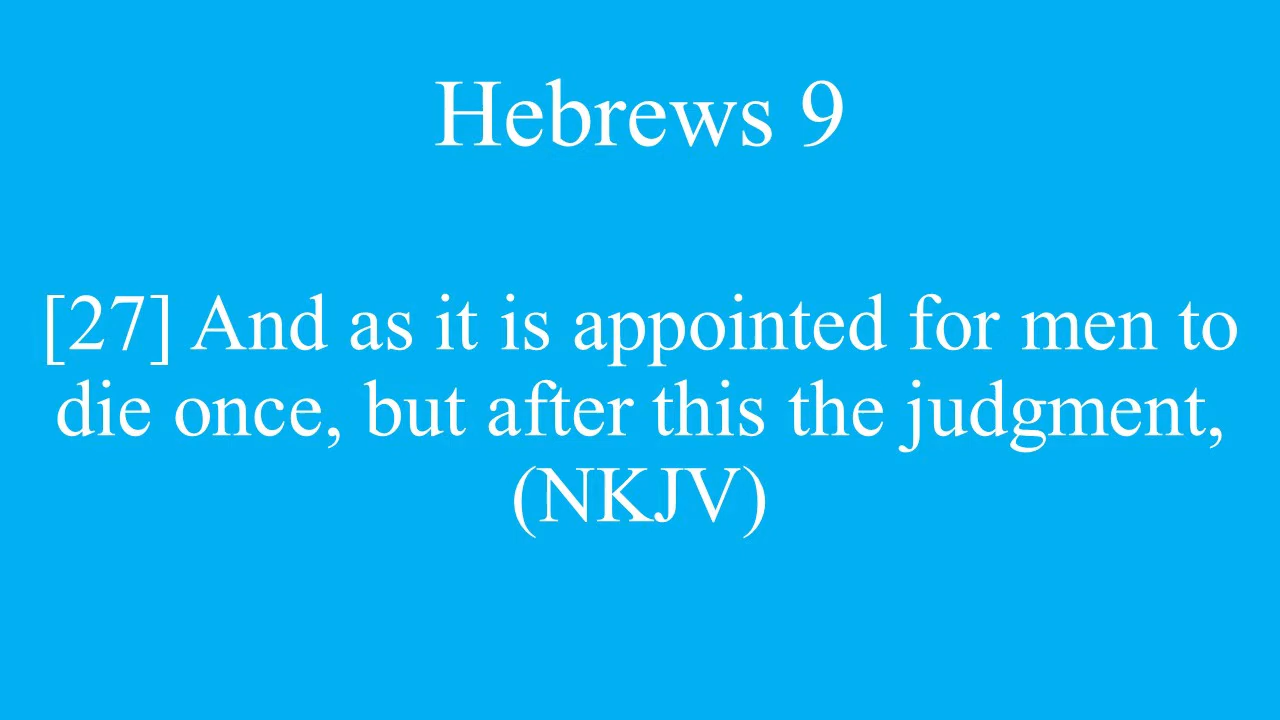 Hebrews 9
[27] And as it is appointed for men to
die once, but after this the judgment,
(NKJV)